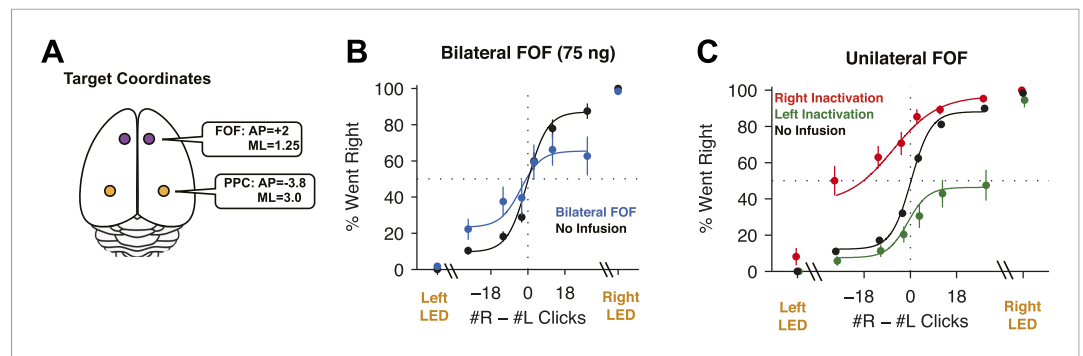 A
Target Coordinates
FOF: AP=+2
ML=1.25
PPC: AP=-3.8
ML=3.0
B
Bilateral FOF (75 ng)
% Went Right
100
80
60
40
20
0
Bilateral FOF
No Infusion
Left
LED
−18
0
18
Right
LED
#R − #L Clicks
C
Unilateral FOF
% Went Right
100
80
60
40
20
0
Right Inactivation
Left Inactivation
No Infusion
Left
LED
−18
0
18
Right
LED
#R − #L Clicks